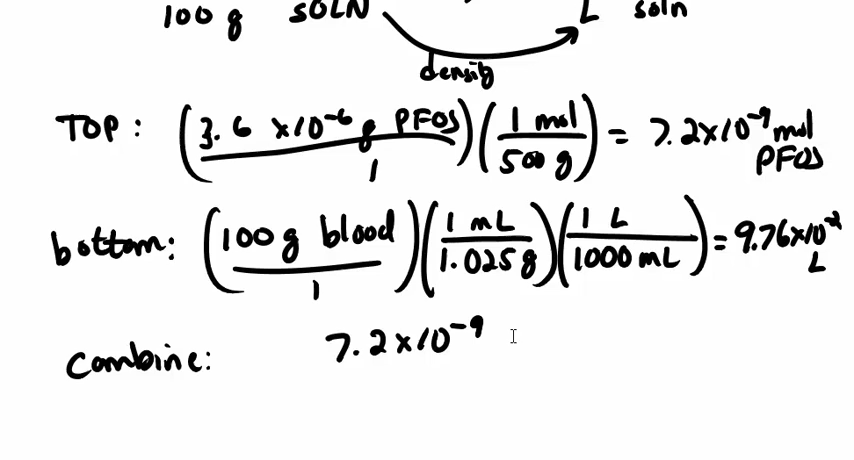 100 g SOLN L soln
density
TOP: (3.6 x10⁻⁶ g PFOS / 1)(1 mol / 500 g) = 7.2x10⁻⁹ mol PFOS
bottom: (100 g blood / 1)(1 mL / 1.025 g)(1 L / 1000 mL) = 9.76x10⁻² L
Combine: 7.2x10⁻⁹